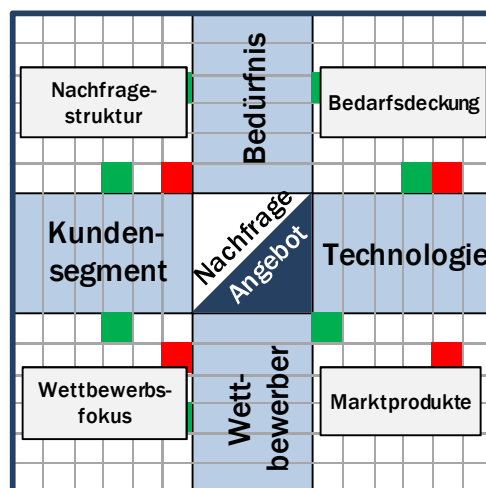 Bedürfnis
Nachfrage-
struktur
Bedarfsdeckung
Kunden-
segment
Nachfrage
Angebot
Technologie
Wettbewerbs-
fokus
Wett-
bewerber
Marktprodukte